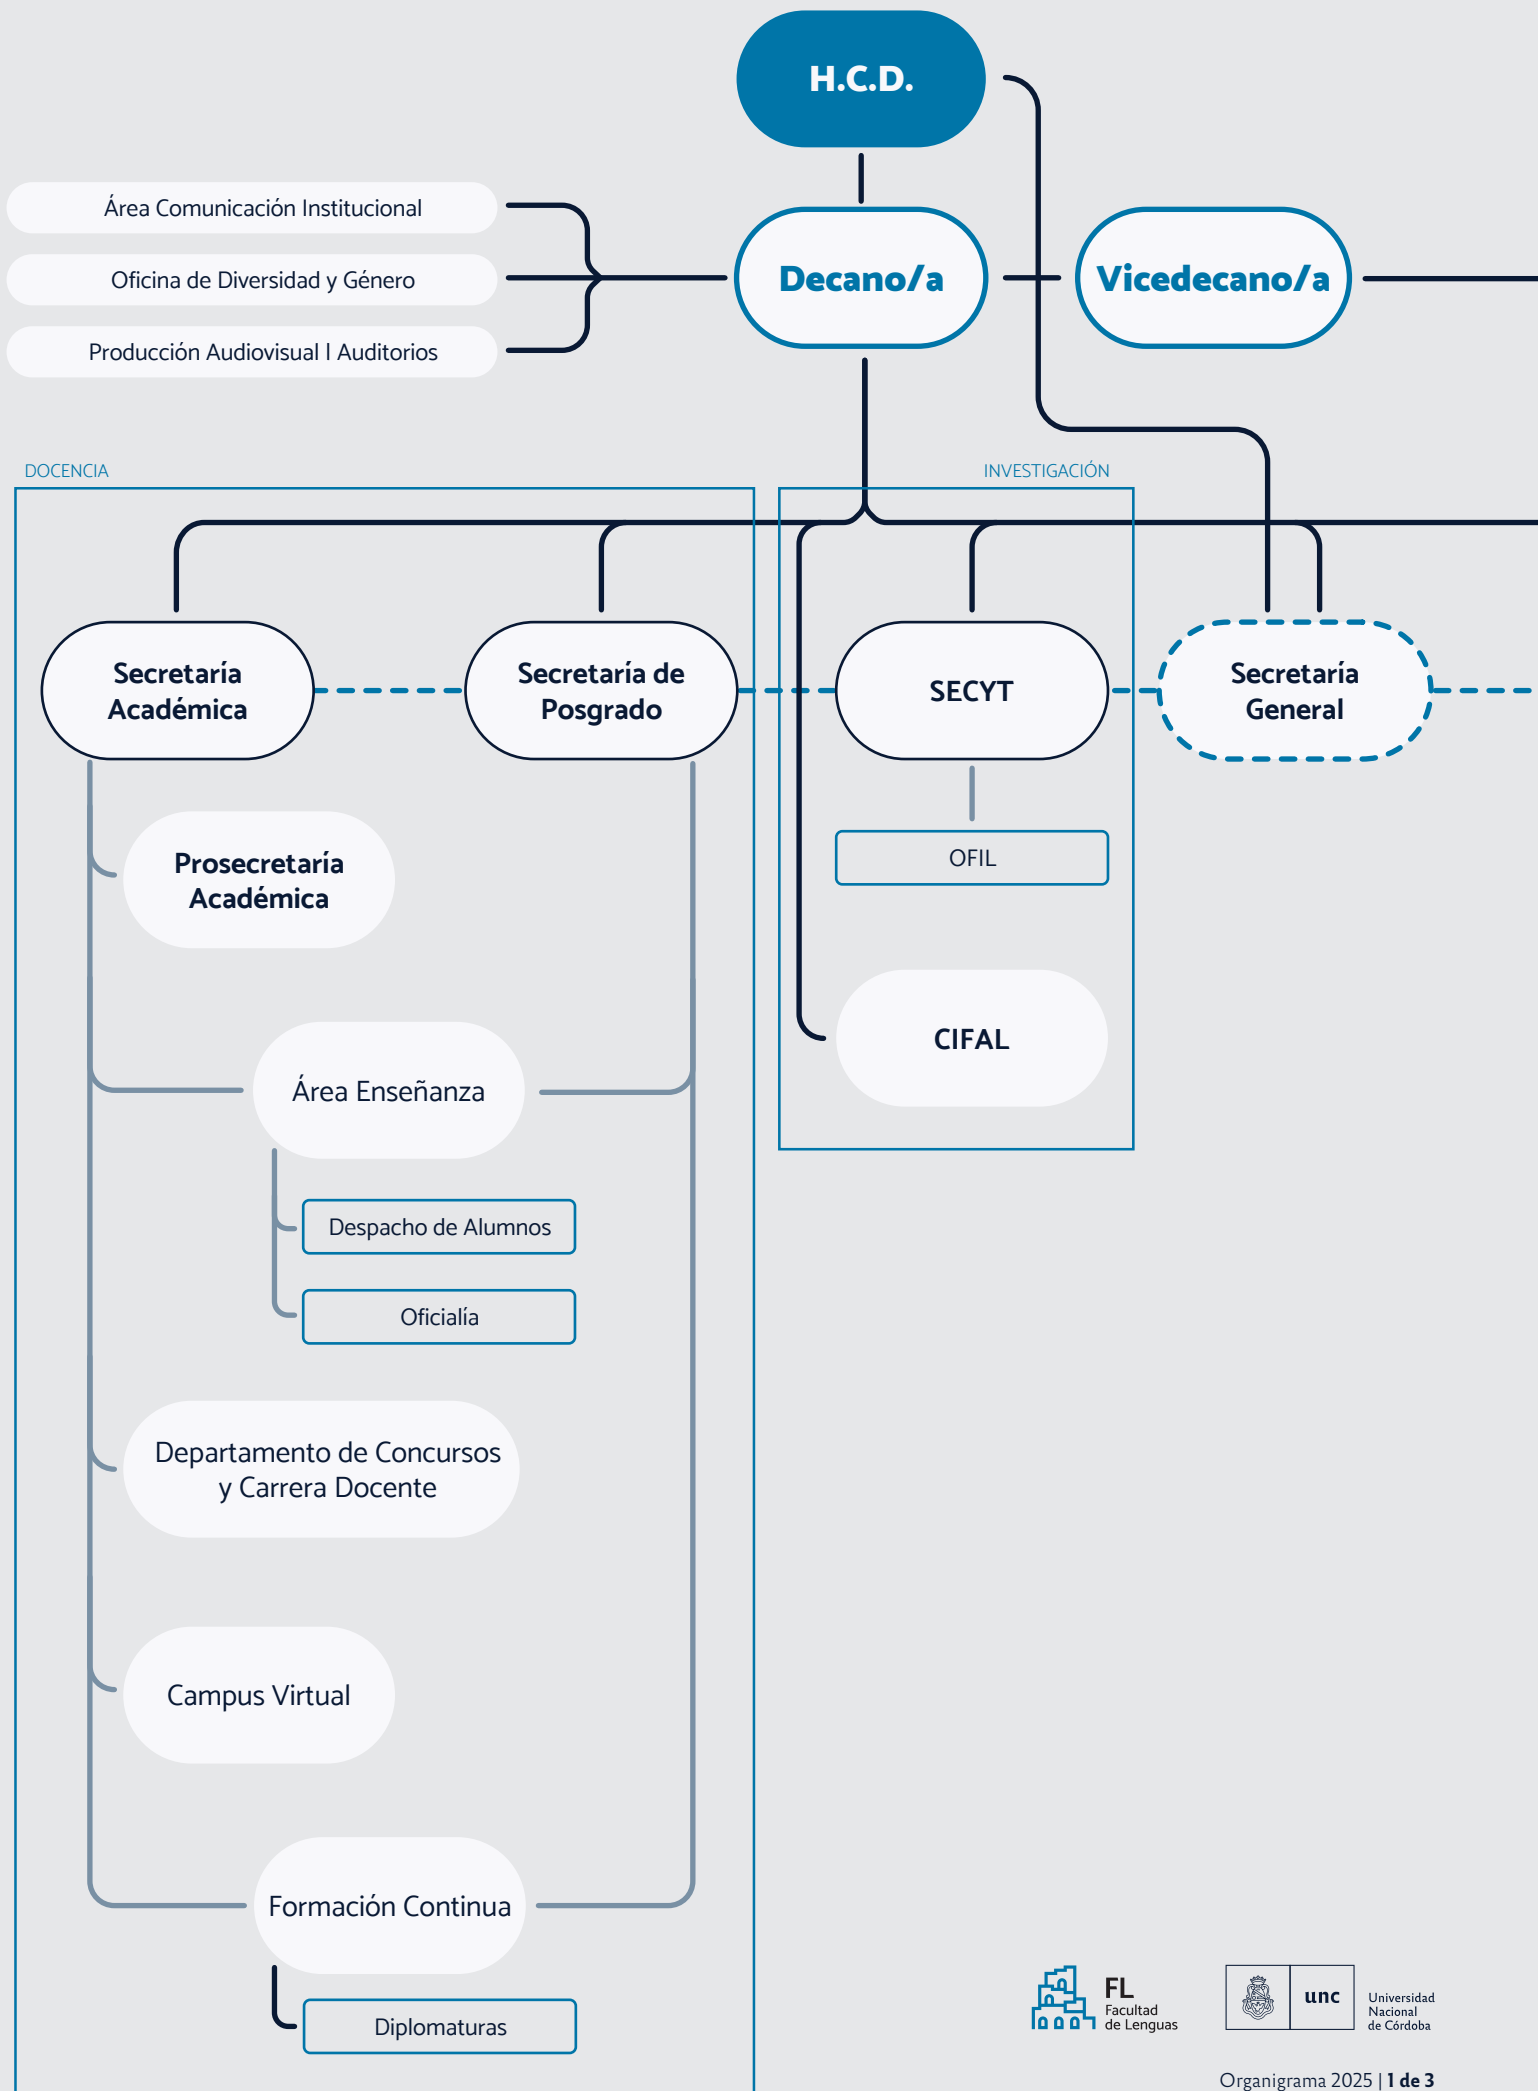 H.C.D.
Área Comunicación Institucional
Oficina de Diversidad y Género
Producción Audiovisual | Auditorios
Decano/a
Vicedecano/a
DOCENCIA
INVESTIGACIÓN
Secretaría
Académica
Secretaría de
Posgrado
SECYT
Secretaría
General
Prosecretaría
Académica
OFIL
CIFAL
Área Enseñanza
Despacho de Alumnos
Oficialía
Departamento de Concursos
y Carrera Docente
Campus Virtual
Formación Continua
Diplomaturas
FL
Facultad
de Lenguas
unc
Universidad
Nacional
de Córdoba
Organigrama 2025 | 1 de 3